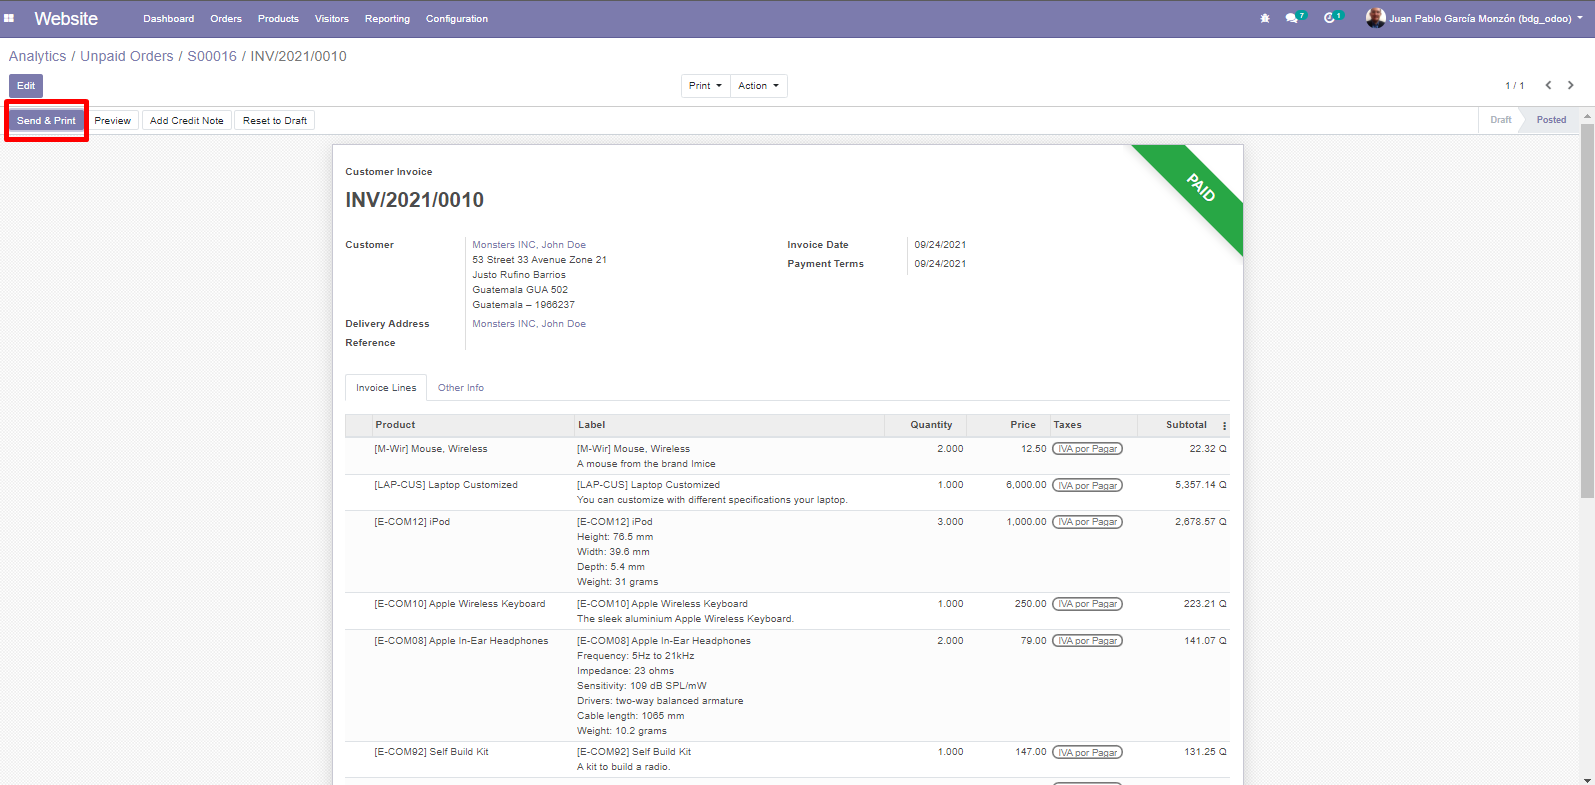 Website Dashboard Orders Products Visitors Reporting Configuration 7 1 Juan Pablo García Monzón (bdg_odoo)
Analytics / Unpaid Orders / S00016 / INV/2021/0010
Edit Print Action 1 / 1
Send & Print Preview Add Credit Note Reset to Draft Draft Posted
PAID
Customer Invoice
INV/2021/0010
Customer Monsters INC, John Doe Invoice Date 09/24/2021
53 Street 33 Avenue Zone 21 Payment Terms 09/24/2021
Justo Rufino Barrios
Guatemala GUA 502
Guatemala – 1966237
Delivery Address Monsters INC, John Doe
Reference
Invoice Lines Other Info
Product Label Quantity Price Taxes Subtotal
[M-Wir] Mouse, Wireless [M-Wir] Mouse, Wireless 2.000 12.50 IVA por Pagar 22.32 Q
A mouse from the brand Imice
[LAP-CUS] Laptop Customized [LAP-CUS] Laptop Customized 1.000 6,000.00 IVA por Pagar 5,357.14 Q
You can customize with different specifications your laptop.
[E-COM12] iPod [E-COM12] iPod 3.000 1,000.00 IVA por Pagar 2,678.57 Q
Height: 76.5 mm
Width: 39.6 mm
Depth: 5.4 mm
Weight: 31 grams
[E-COM10] Apple Wireless Keyboard [E-COM10] Apple Wireless Keyboard 1.000 250.00 IVA por Pagar 223.21 Q
The sleek aluminium Apple Wireless Keyboard.
[E-COM08] Apple In-Ear Headphones [E-COM08] Apple In-Ear Headphones 2.000 79.00 IVA por Pagar 141.07 Q
Frequency: 5Hz to 21kHz
Impedance: 23 ohms
Sensitivity: 109 dB SPL/mW
Drivers: two-way balanced armature
Cable length: 1065 mm
Weight: 10.2 grams
[E-COM92] Self Build Kit [E-COM92] Self Build Kit 1.000 147.00 IVA por Pagar 131.25 Q
A kit to build a radio.